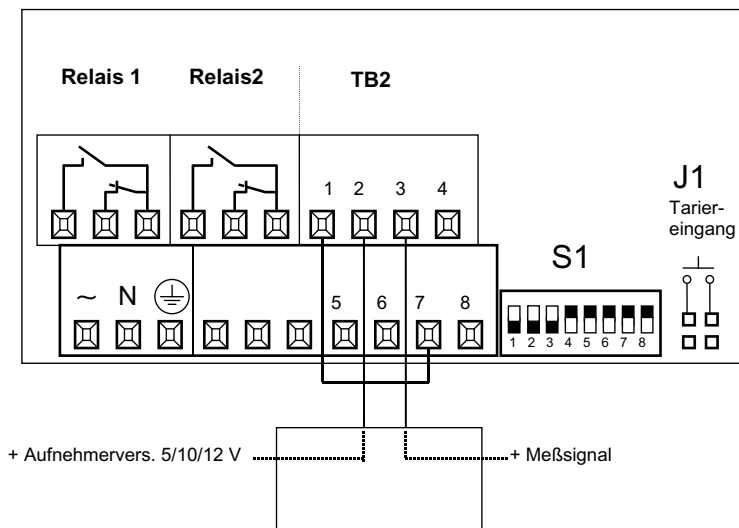 Relais 1 Relais2 TB2
1 2 3 4
J1
Tarier-
eingang
S1
~ N
5 6 7 8
1 2 3 4 5 6 7 8
+ Aufnehmervers. 5/10/12 V
+ Meßsignal